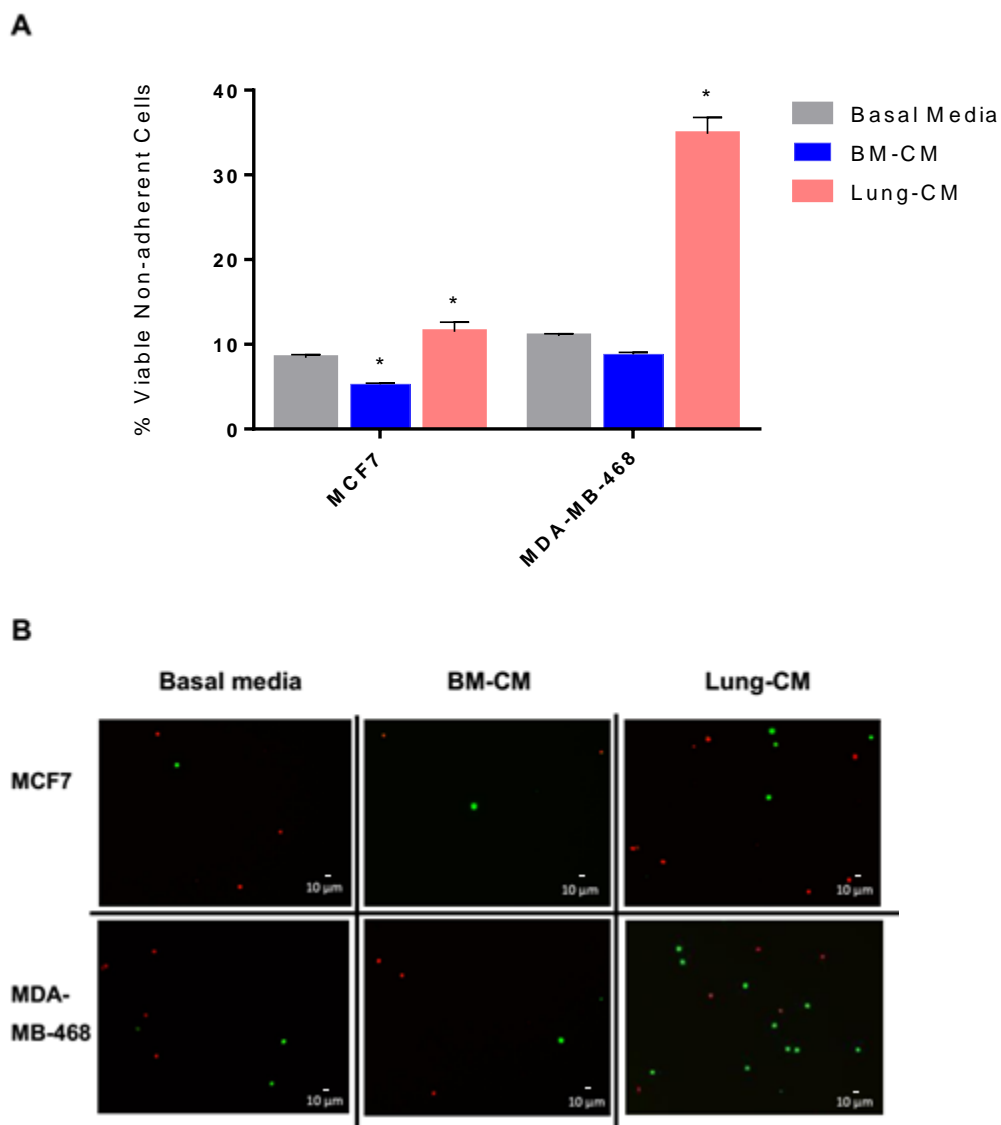 A
% Viable Non-adherent Cells
40
30
20
10
0
*
*
*
MCF7
MDA-MB-468
Basal Media
BM-CM
Lung-CM
B
Basal media BM-CM Lung-CM
MCF7
10 µm 10 µm 10 µm
MDA-
MB-468
10 µm 10 µm 10 µm